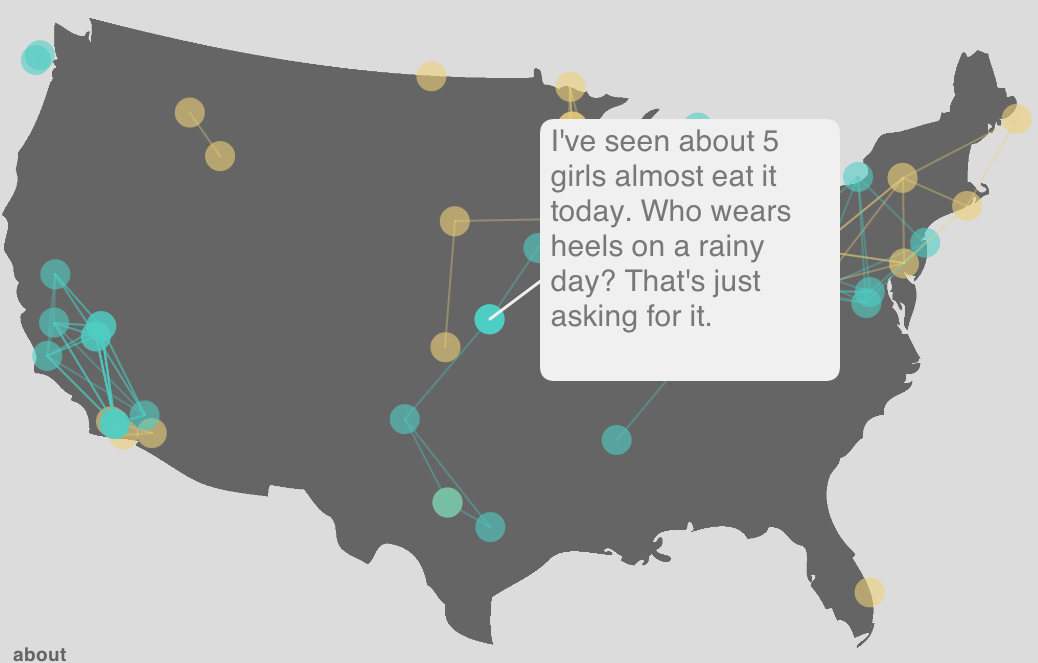 I've seen about 5
girls almost eat it
today. Who wears
heels on a rainy
day? That's just
asking for it.
about